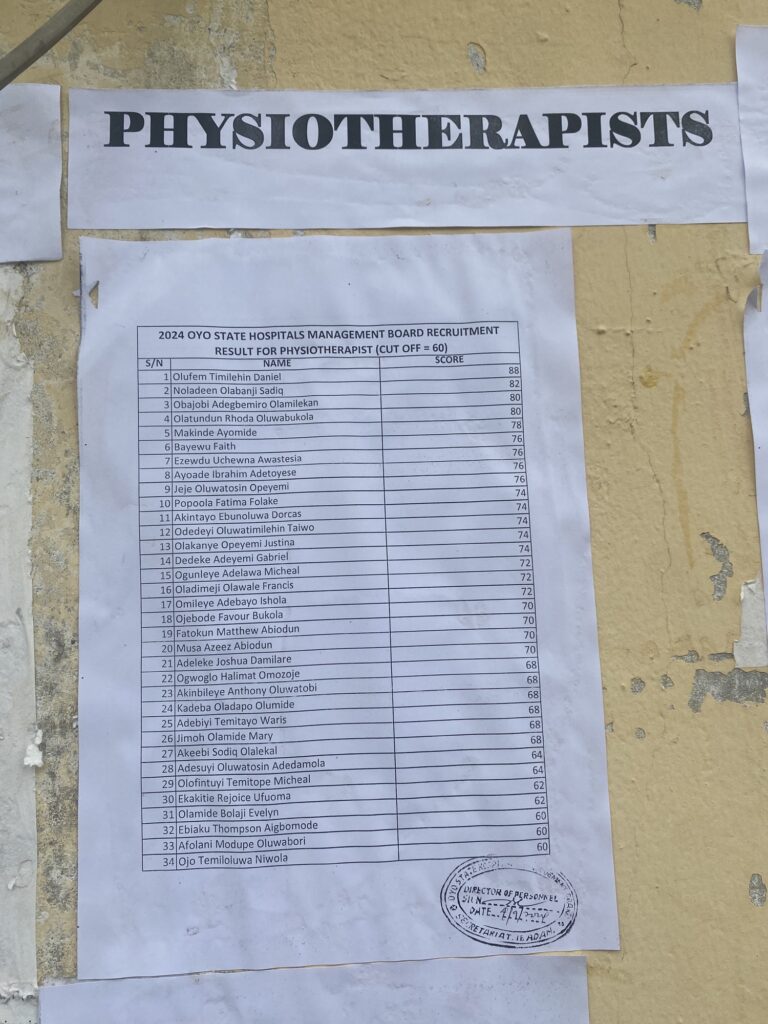 PHYSIOTHERAPISTS
2024 OYO STATE HOSPITALS MANAGEMENT BOARD RECRUITMENT
RESULT FOR PHYSIOTHERAPIST (CUT OFF = 60)
S/N NAME SCORE
1 Olufem Timilehin Daniel 88
2 Noladeen Olabanji Sadiq 82
3 Obajobi Adegbemiro Olamilekan 80
4 Olatundun Rhoda Oluwabukola 80
5 Makinde Ayomide 78
6 Bayewu Faith 76
7 Ezewdu Uchewna Awastesia 76
8 Ayoade Ibrahim Adetoyese 76
9 Jeje Oluwatosin Opeyemi 76
10 Popoola Fatima Folake 74
11 Akintayo Ebunoluwa Dorcas 74
12 Odedeyi Oluwatimilehin Taiwo 74
13 Olakanye Opeyemi Justina 74
14 Dedeke Adeyemi Gabriel 74
15 Ogunleye Adelawa Micheal 72
16 Oladimeji Olawale Francis 72
17 Omileye Adebayo Ishola 72
18 Ojebode Favour Bukola 70
19 Fatokun Matthew Abiodun 70
20 Musa Azeez Abiodun 70
21 Adeleke Joshua Damilare 70
22 Ogwoglo Halimat Omozoje 68
23 Akinbileye Anthony Oluwatobi 68
24 Kadeba Oladapo Olumide 68
25 Adebiyi Temitayo Waris 68
26 Jimoh Olamide Mary 68
27 Akeebi Sodiq Olalekal 68
28 Adesuyi Oluwatosin Adedamola 64
29 Olofintuyi Temitope Micheal 64
30 Ekakitie Rejoice Ufuoma 62
31 Olamide Bolaji Evelyn 62
32 Ebiaku Thompson Aigbomode 60
33 Afolani Modupe Oluwabori 60
34 Ojo Temiloluwa Niwola 60
OYO STATE
DIRECTOR OF PERSONNEL
DATE
SECRETARIAT, IBADAN.